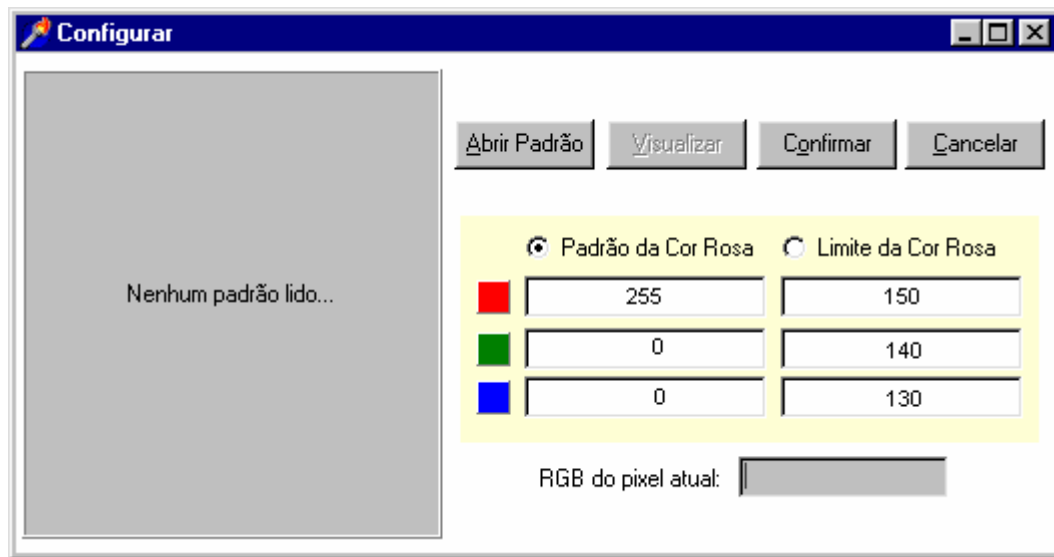 Configurar
Abrir Padrão Visualizar Confirmar Cancelar
Nenhum padrão lido...
Padrão da Cor Rosa Limite da Cor Rosa
255 150
0 140
0 130
RGB do pixel atual: